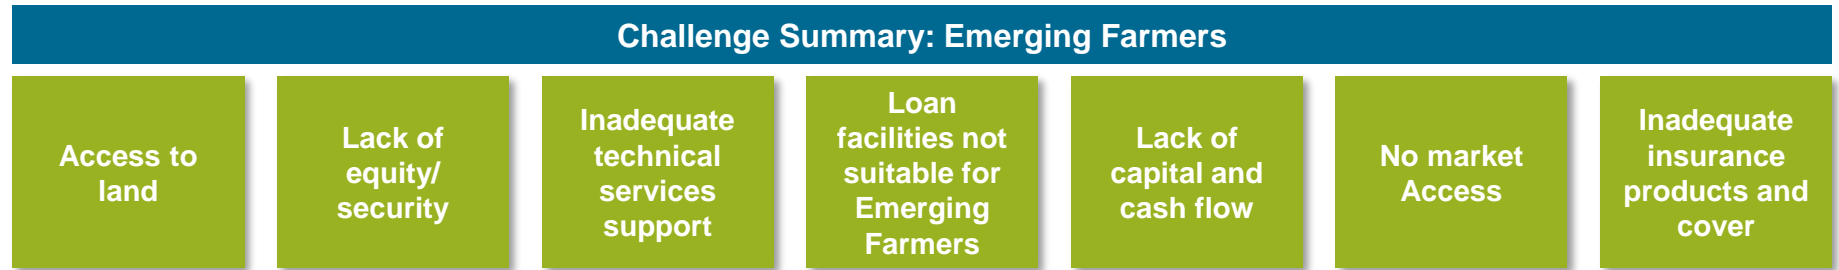 Challenge Summary: Emerging Farmers
Access to
land
Lack of
equity/
security
Inadequate
technical
services
support
Loan
facilities not
suitable for
Emerging
Farmers
Lack of
capital and
cash flow
No market
Access
Inadequate
insurance
products and
cover